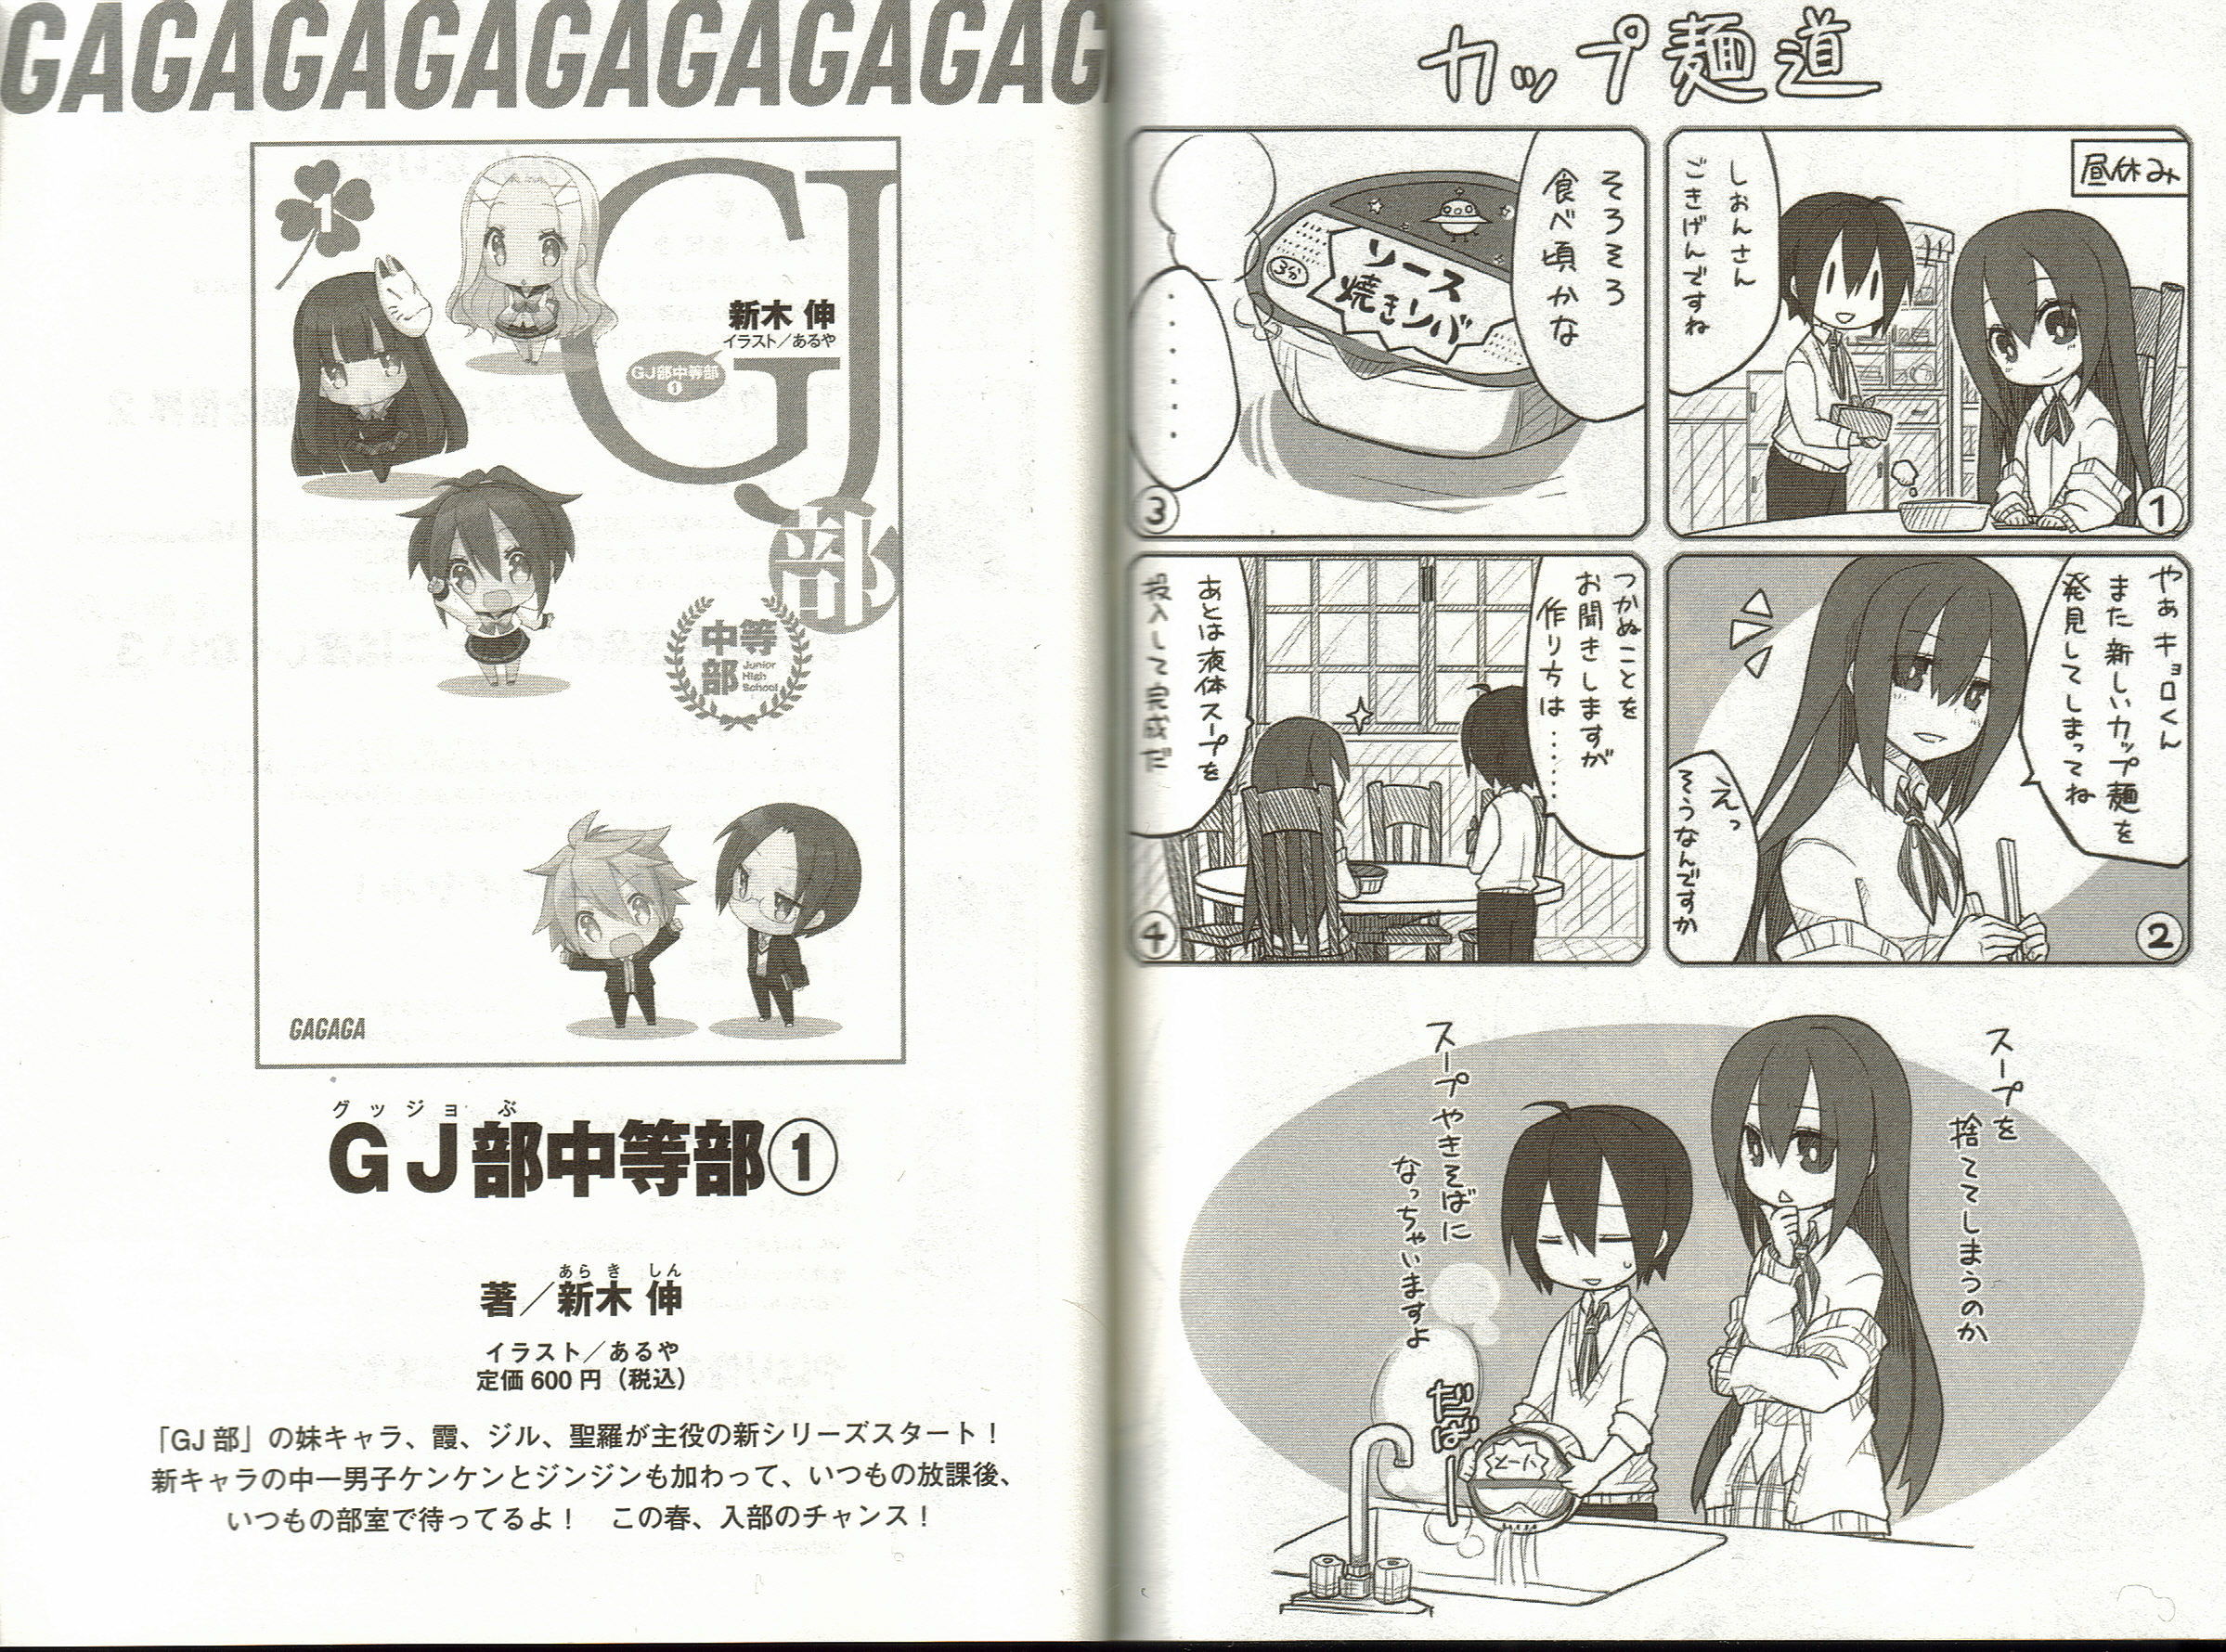 カップ麺道
昼休み
しおんさん
ごきげんですね
1
やぁキョロくん
また新しいカップ麺を
発見してしまってね
えっ
そうなんですか
2
そろそろ
食べ頃かな
ソース
焼きソバ
3分
・・・・・・
3
つかぬことを
お聞きしますが
作り方は……
あとは液体スープを
投入して完成だ
4
スープを
捨ててしまうのか
スープやきそばに
なっちゃいますよ
だばー
GAGAGAGAGAGAGAGAGAGAG
1
GJ
部
新木 伸
イラスト/あるや
GJ部中等部
1
中等
部
Junior
High
School
GAGAGA
グッジョぶ
GJ部中等部①
あらき しん
著/新木 伸
イラスト/あるや
定価600円(税込)
「GJ部」の妹キャラ、霞、ジル、聖羅が主役の新シリーズスタート!
新キャラの中一男子ケンケンとジンジンも加わって、いつもの放課後、
いつもの部室で待ってるよ! この春、入部のチャンス!